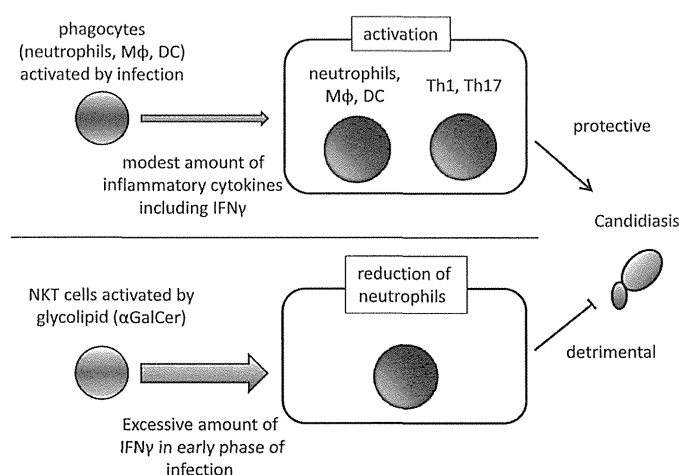 phagocytes
(neutrophils, Mϕ, DC)
activated by infection
modest amount of
inflammatory cytokines
including IFNγ
activation
neutrophils,
Mϕ, DC
Th1, Th17
protective
Candidiasis
NKT cells activated by
glycolipid (αGalCer)
Excessive amount of
IFNγ in early phase of
infection
reduction of
neutrophils
detrimental